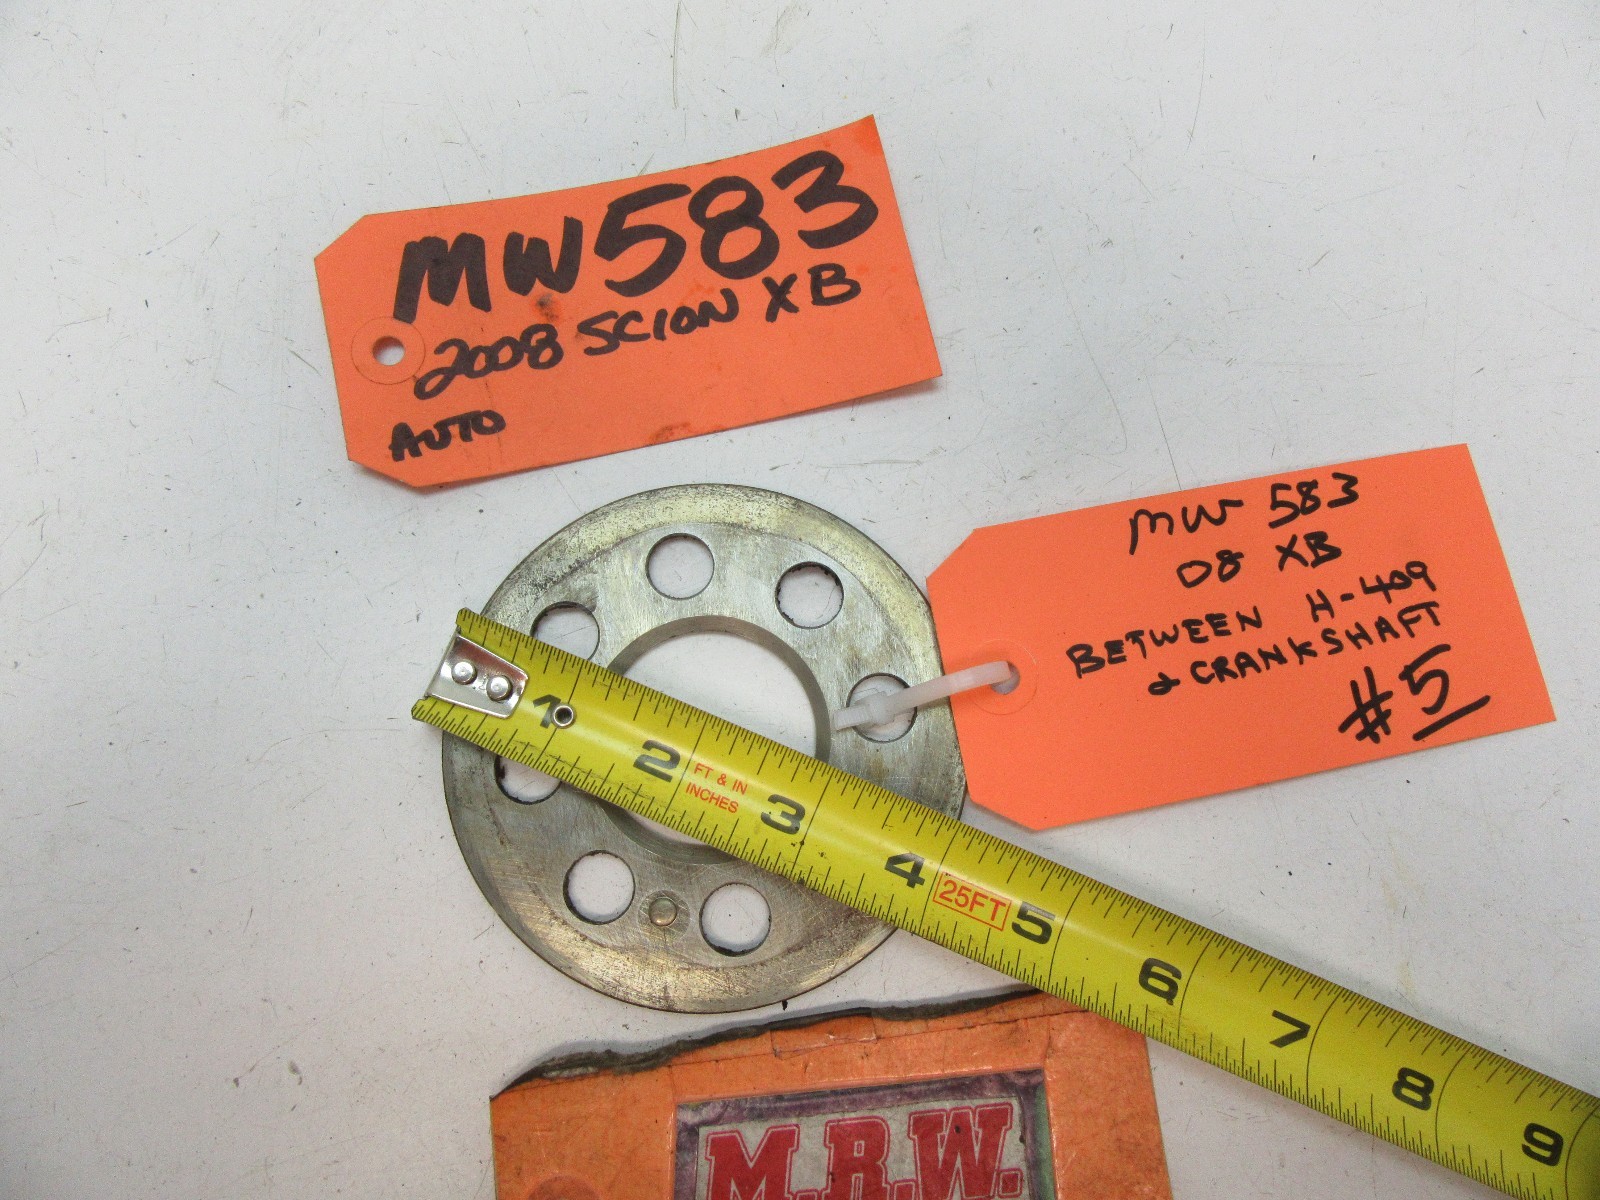 MW583
2008 SCION XB
AUTO
MW 583
08 XB
BETWEEN H-409
& CRANKSHAFT
#5
1 2 FT & IN INCHES 3 4 25FT 5 6 7 8 9
M.R.W.